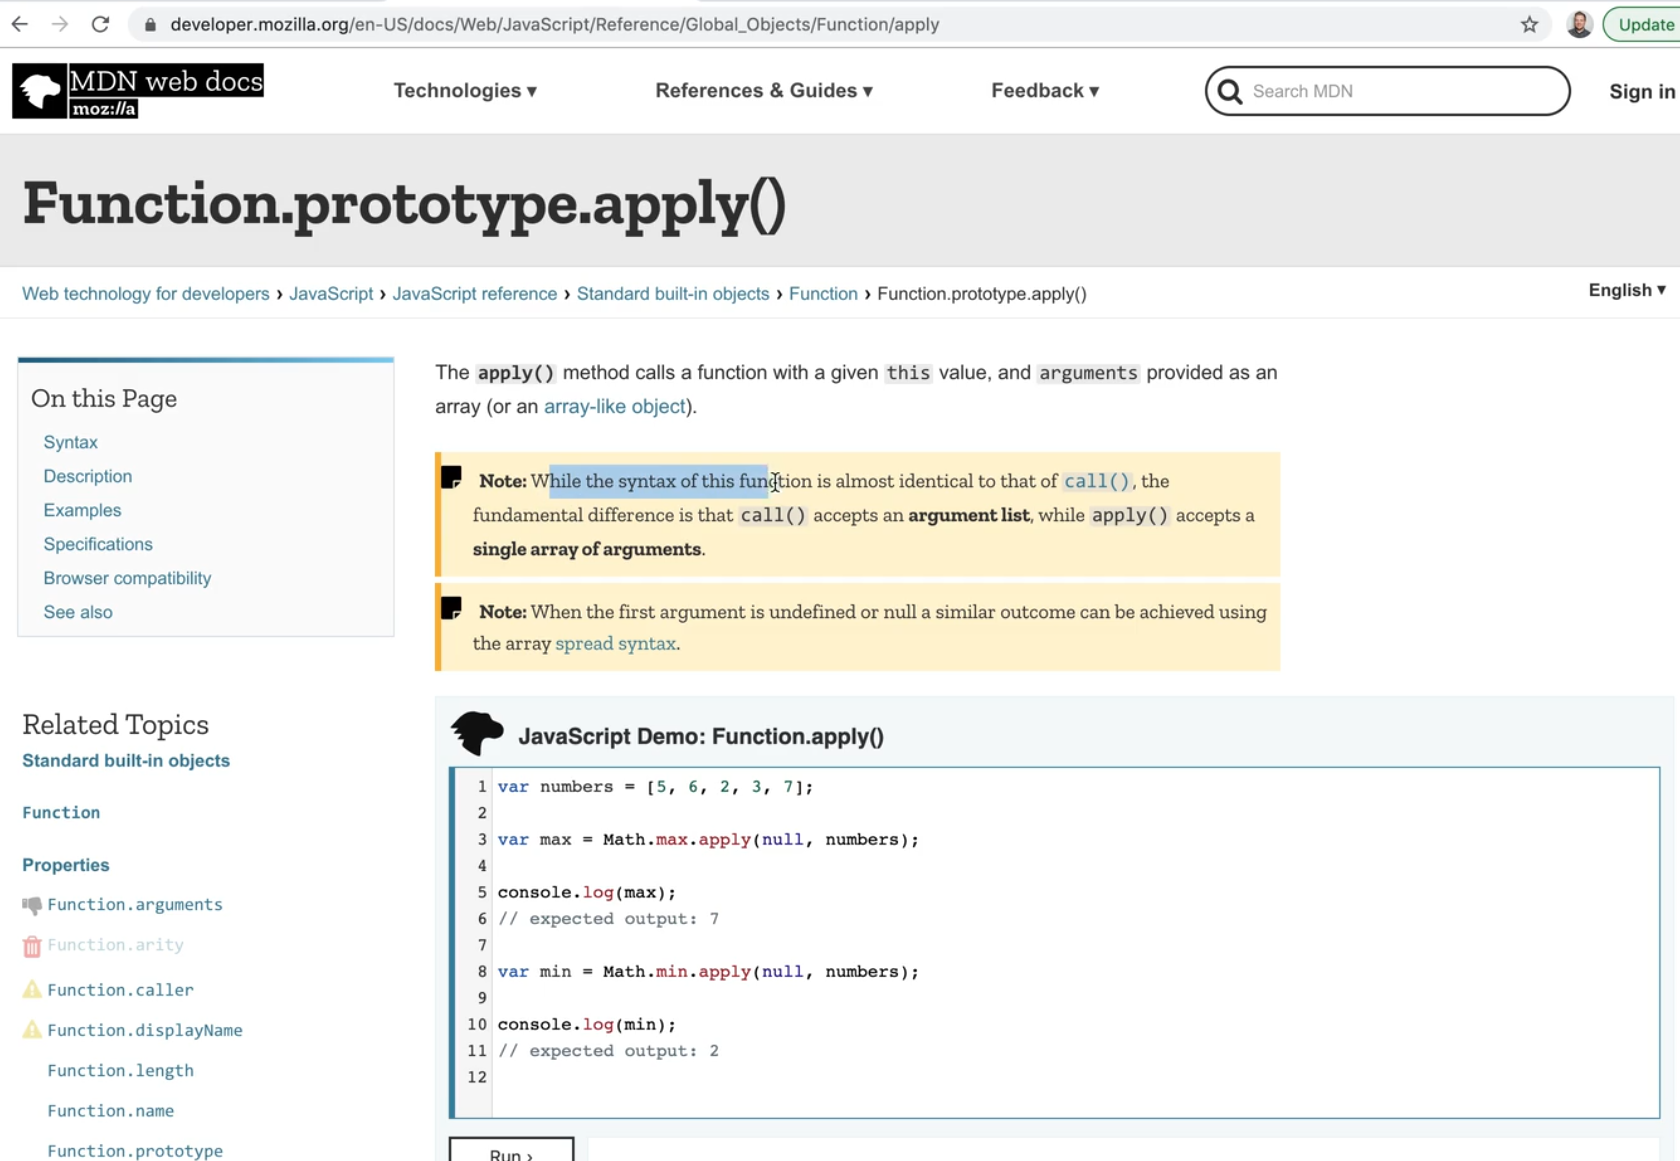 developer.mozilla.org/en-US/docs/Web/JavaScript/Reference/Global_Objects/Function/apply
Update
MDN web docs
moz://a
Technologies ▾
References & Guides ▾
Feedback ▾
Search MDN
Sign in
Function.prototype.apply()
Web technology for developers › JavaScript › JavaScript reference › Standard built-in objects › Function › Function.prototype.apply()
English ▾
On this Page
Syntax
Description
Examples
Specifications
Browser compatibility
See also
Related Topics
Standard built-in objects
Function
Properties
Function.arguments
Function.arity
Function.caller
Function.displayName
Function.length
Function.name
Function.prototype
The apply() method calls a function with a given this value, and arguments provided as an
array (or an array-like object).
Note: While the syntax of this function is almost identical to that of call(), the
fundamental difference is that call() accepts an argument list, while apply() accepts a
single array of arguments.
Note: When the first argument is undefined or null a similar outcome can be achieved using
the array spread syntax.
JavaScript Demo: Function.apply()
1 var numbers = [5, 6, 2, 3, 7];
2
3 var max = Math.max.apply(null, numbers);
4
5 console.log(max);
6 // expected output: 7
7
8 var min = Math.min.apply(null, numbers);
9
10 console.log(min);
11 // expected output: 2
12
Run ›